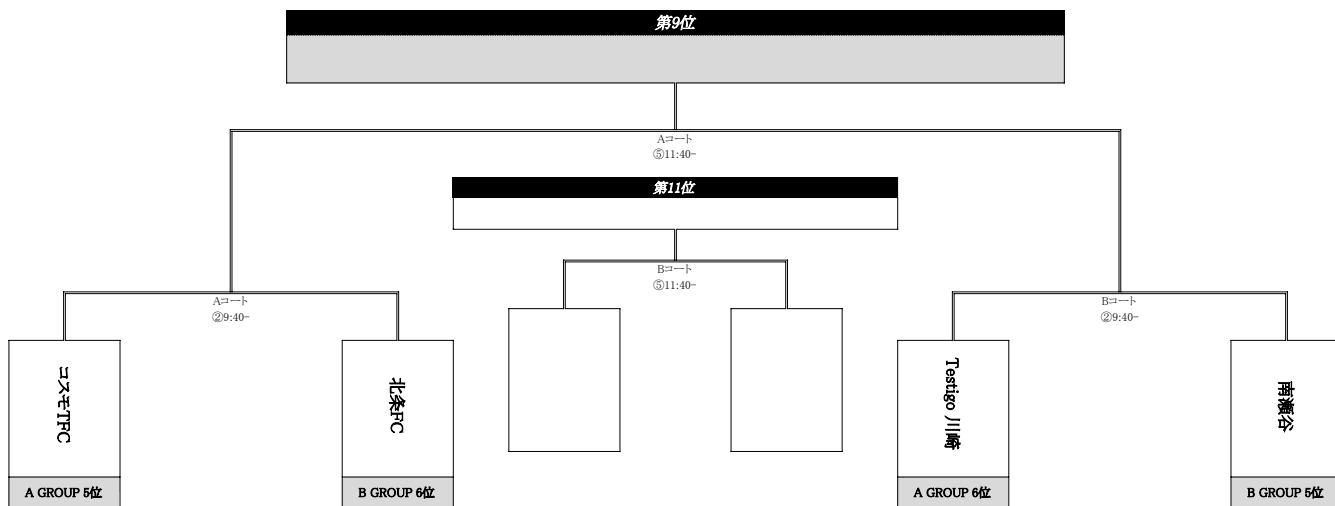 第9位
Aコート
⑤11:40-
第11位
Bコート
⑤11:40-
Aコート
②9:40-
Bコート
②9:40-
コスモTFC
北条FC
Testigo 川崎
南瀬谷
A GROUP 5位
B GROUP 6位
A GROUP 6位
B GROUP 5位